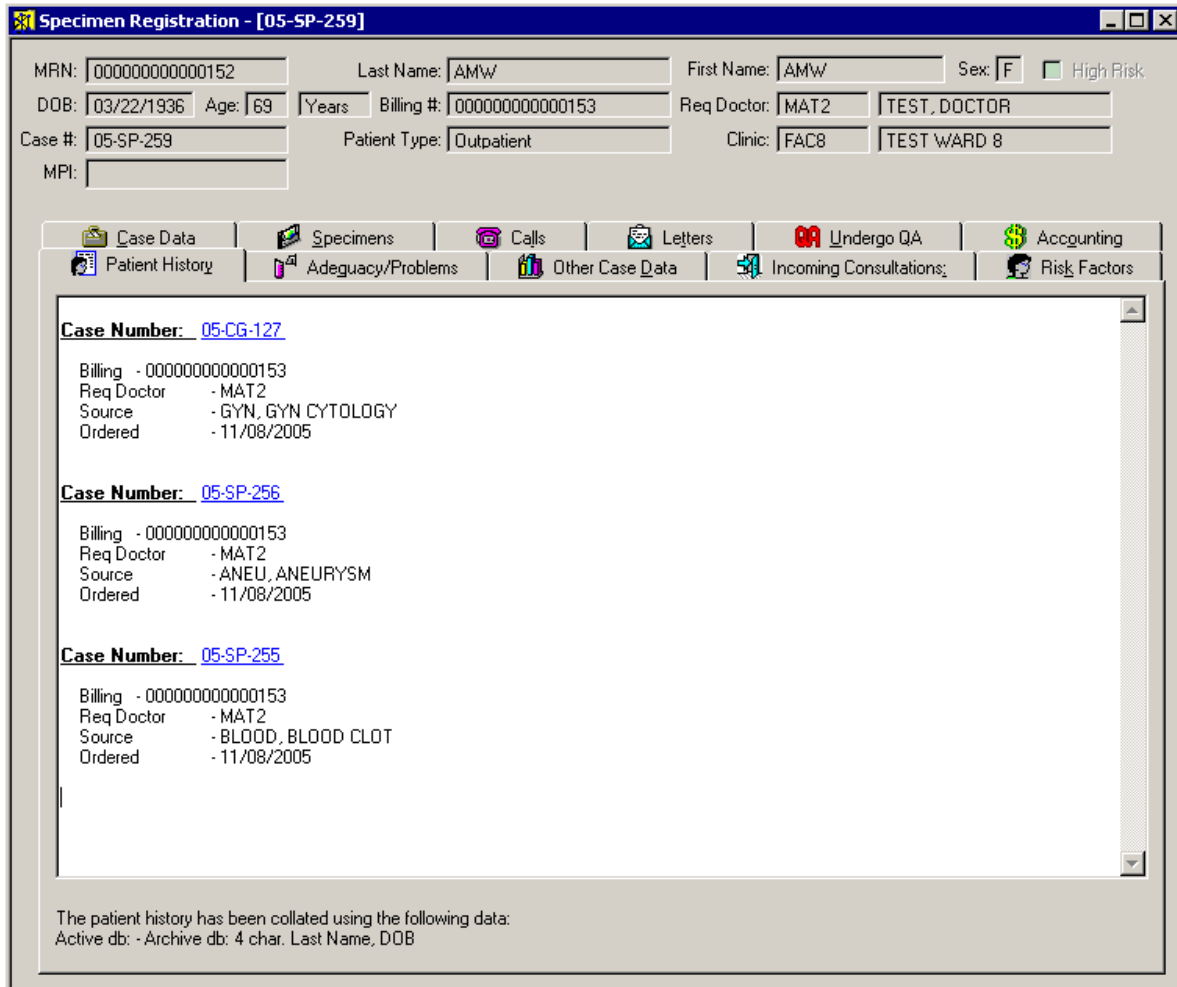 Specimen Registration - [05-SP-259]
MRN: 000000000000152 Last Name: AMW First Name: AMW Sex: F High Risk
DOB: 03/22/1936 Age: 69 Years Billing #: 000000000000153 Req Doctor: MAT2 TEST, DOCTOR
Case #: 05-SP-259 Patient Type: Outpatient Clinic: FAC8 TEST WARD 8
MPI:
Case Data Specimens Calls Letters QA Undergo QA Accounting
Patient History Adequacy/Problems Other Case Data Incoming Consultations: Risk Factors
Case Number: 05-CG-127
Billing - 000000000000153
Req Doctor - MAT2
Source - GYN, GYN CYTOLOGY
Ordered - 11/08/2005
Case Number: 05-SP-256
Billing - 000000000000153
Req Doctor - MAT2
Source - ANEU, ANEURYSM
Ordered - 11/08/2005
Case Number: 05-SP-255
Billing - 000000000000153
Req Doctor - MAT2
Source - BLOOD, BLOOD CLOT
Ordered - 11/08/2005
The patient history has been collated using the following data:
Active db: - Archive db: 4 char. Last Name, DOB